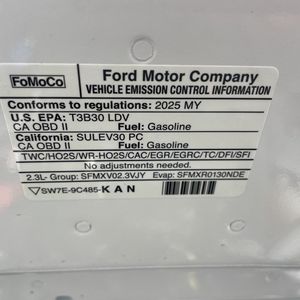 FoMoCo
Ford Motor Company
VEHICLE EMISSION CONTROL INFORMATION
Conforms to regulations: 2025 MY
U.S. EPA: T3B30 LDV
CA OBD II Fuel: Gasoline
California: SULEV30 PC
CA OBD II Fuel: Gasoline
TWC/HO2S/WR-HO2S/CAC/EGR/EGRC/TC/DFI/SFI
No adjustments needed.
2.3L- Group: SFMXV02.3VJY Evap: SFMXR0130NDE
SW7E-9C485- KAN